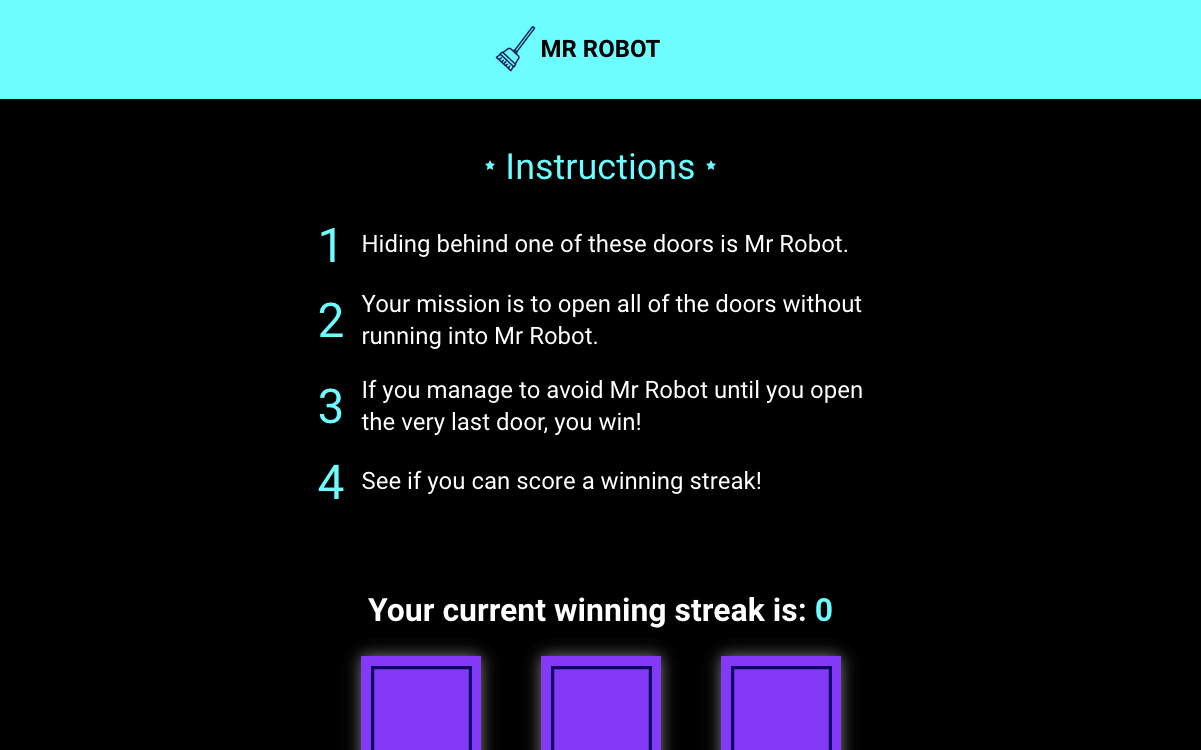 MR ROBOT
Instructions
1 Hiding behind one of these doors is Mr Robot.
2 Your mission is to open all of the doors without
running into Mr Robot.
3 If you manage to avoid Mr Robot until you open
the very last door, you win!
4 See if you can score a winning streak!
Your current winning streak is: 0